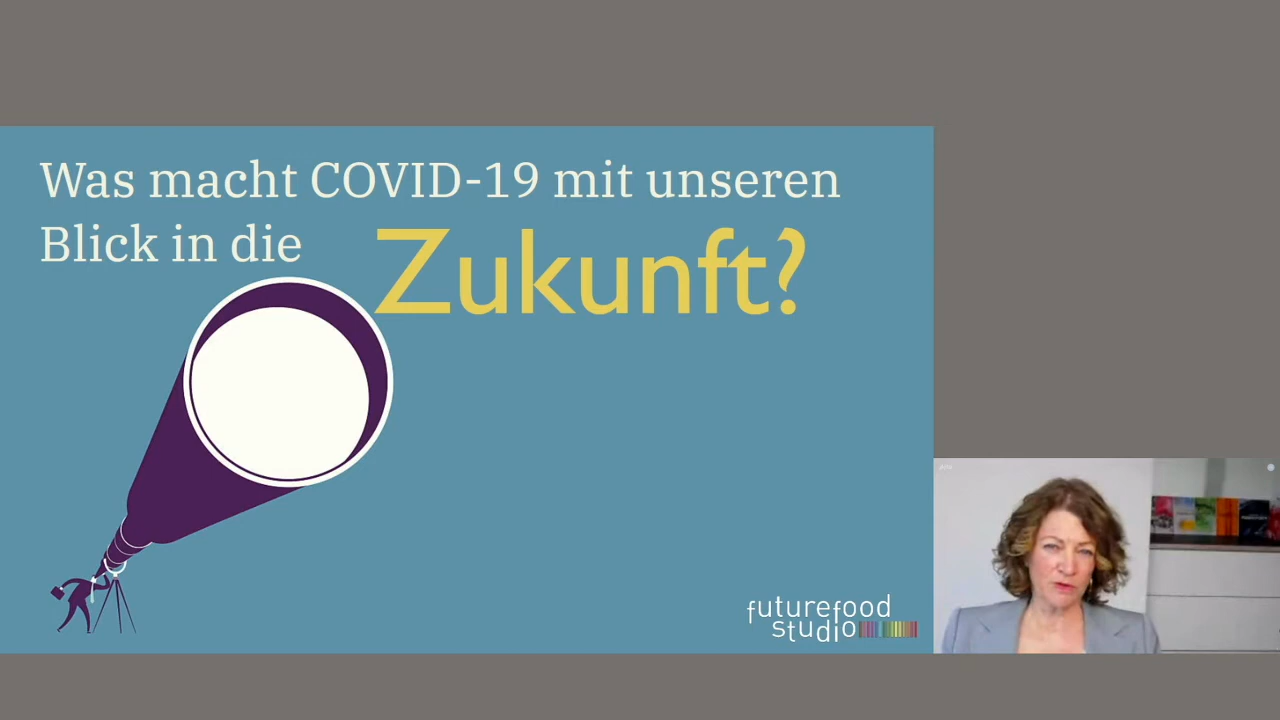 Was macht COVID-19 mit unseren
Blick in die
Zukunft?
futurefood
studio